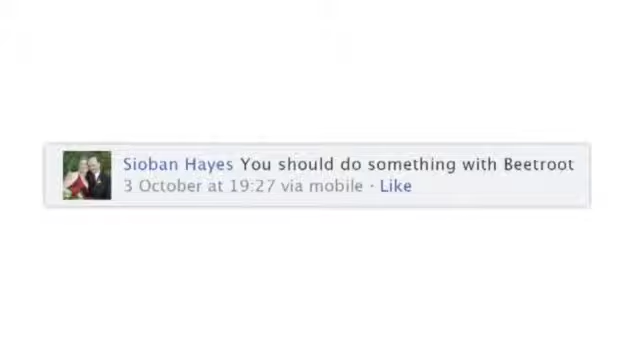 Sioban Hayes You should do something with Beetroot
3 October at 19:27 via mobile · Like